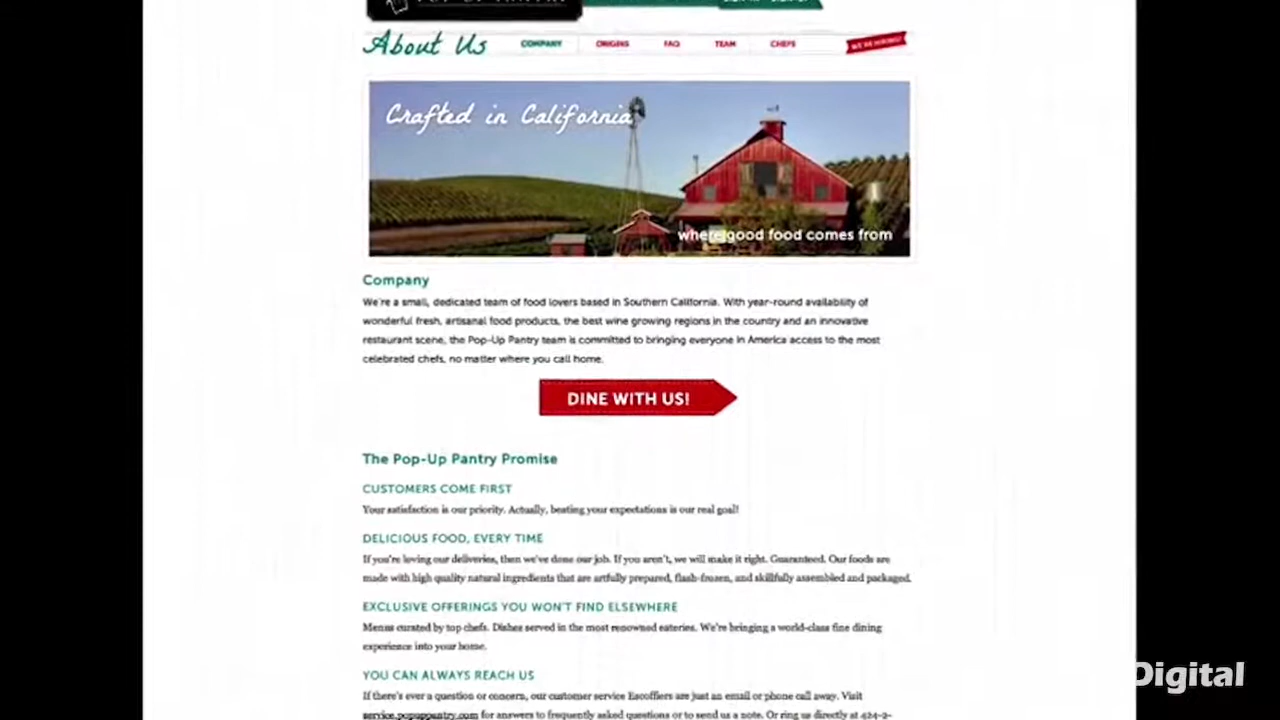 About Us COMPANY ORIGINS FAQ TEAM CHEFS WE'RE HIRING!
Crafted in California
where good food comes from
Company
We're a small, dedicated team of food lovers based in Southern California. With year-round availability of
wonderful fresh, artisanal food products, the best wine growing regions in the country and an innovative
restaurant scene, the Pop-Up Pantry team is committed to bringing everyone in America access to the most
celebrated chefs, no matter where you call home.
DINE WITH US!
The Pop-Up Pantry Promise
CUSTOMERS COME FIRST
Your satisfaction is our priority. Actually, beating your expectations is our real goal!
DELICIOUS FOOD, EVERY TIME
If you're loving our deliveries, then we've done our job. If you aren't, we will make it right. Guaranteed. Our foods are
made with high quality natural ingredients that are artfully prepared, flash-frozen, and skillfully assembled and packaged.
EXCLUSIVE OFFERINGS YOU WON'T FIND ELSEWHERE
Menus curated by top chefs. Dishes served in the most renowned eateries. We're bringing a world-class fine dining
experience into your home.
YOU CAN ALWAYS REACH US
If there's ever a question or concern, our customer service Escoffiers are just an email or phone call away. Visit
service.popuppantry.com for answers to frequently asked questions or to send us a note. Or ring us directly at 424-2-
Digital